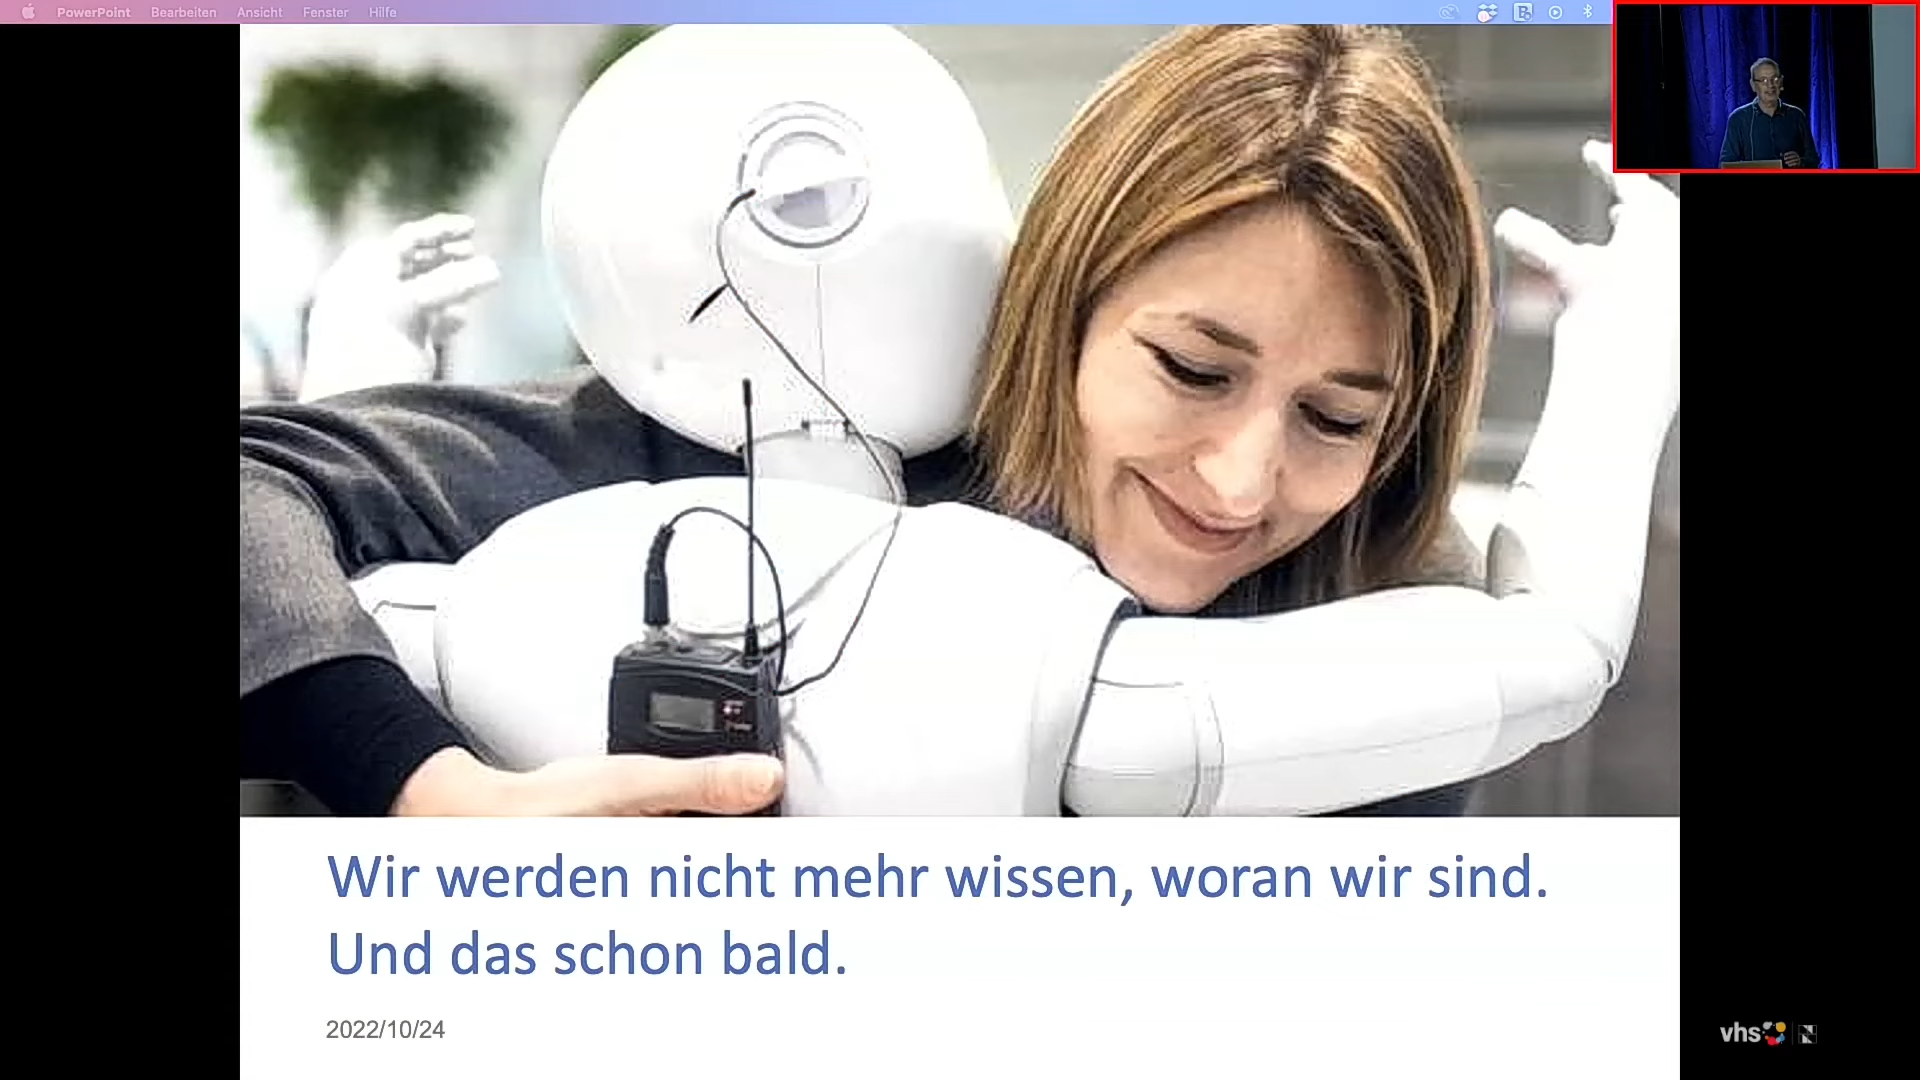 PowerPoint Bearbeiten Ansicht Fenster Hilfe
Wir werden nicht mehr wissen, woran wir sind.
Und das schon bald.
2022/10/24
vhs